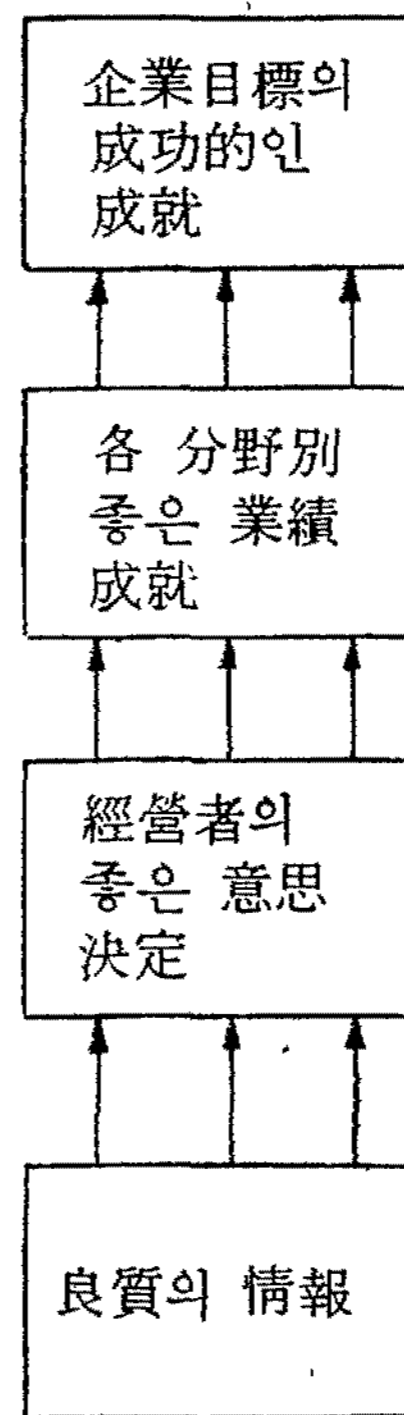 企業目標의
成功的인
成就
各 分野別
좋은 業績
成就
經營者의
좋은 意思
決定
良質의 情報